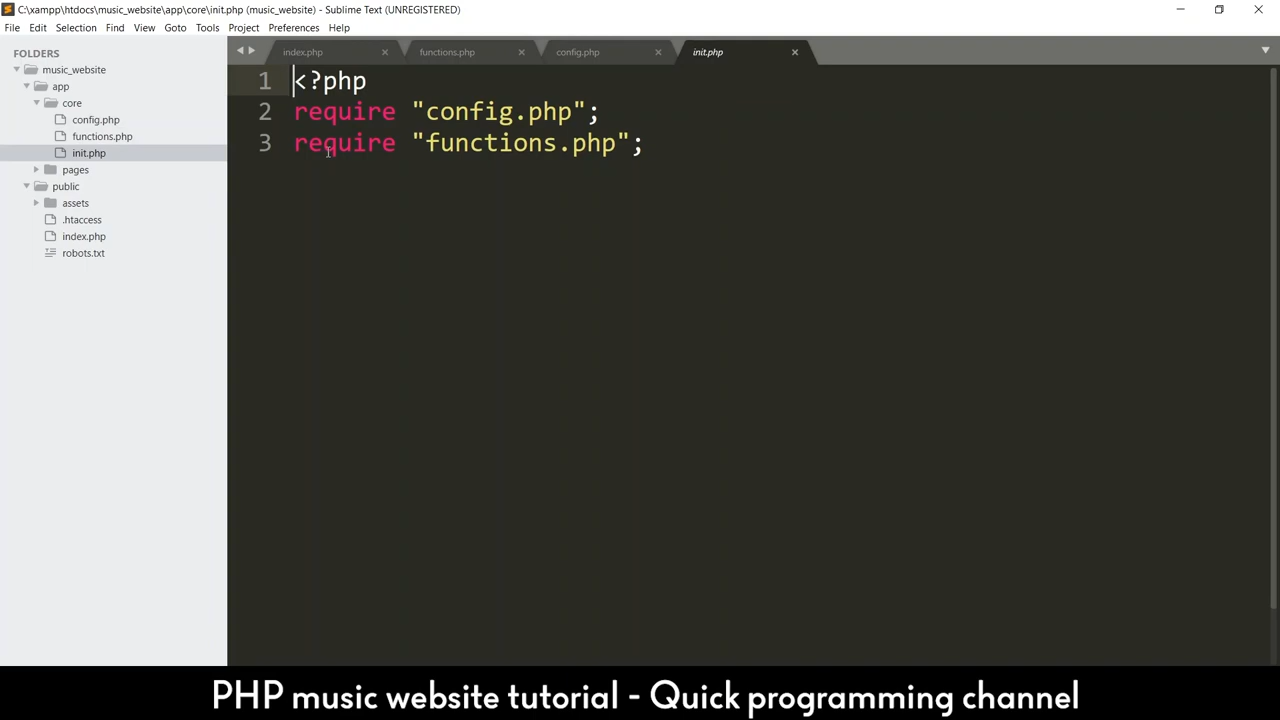 C:\xampp\htdocs\music_website\app\core\init.php (music_website) - Sublime Text (UNREGISTERED)
File Edit Selection Find View Goto Tools Project Preferences Help
FOLDERS
music_website
app
core
config.php
functions.php
init.php
pages
public
assets
.htaccess
index.php
robots.txt
index.php functions.php config.php init.php
1 <?php
2 require "config.php";
3 require "functions.php";
PHP music website tutorial - Quick programming channel